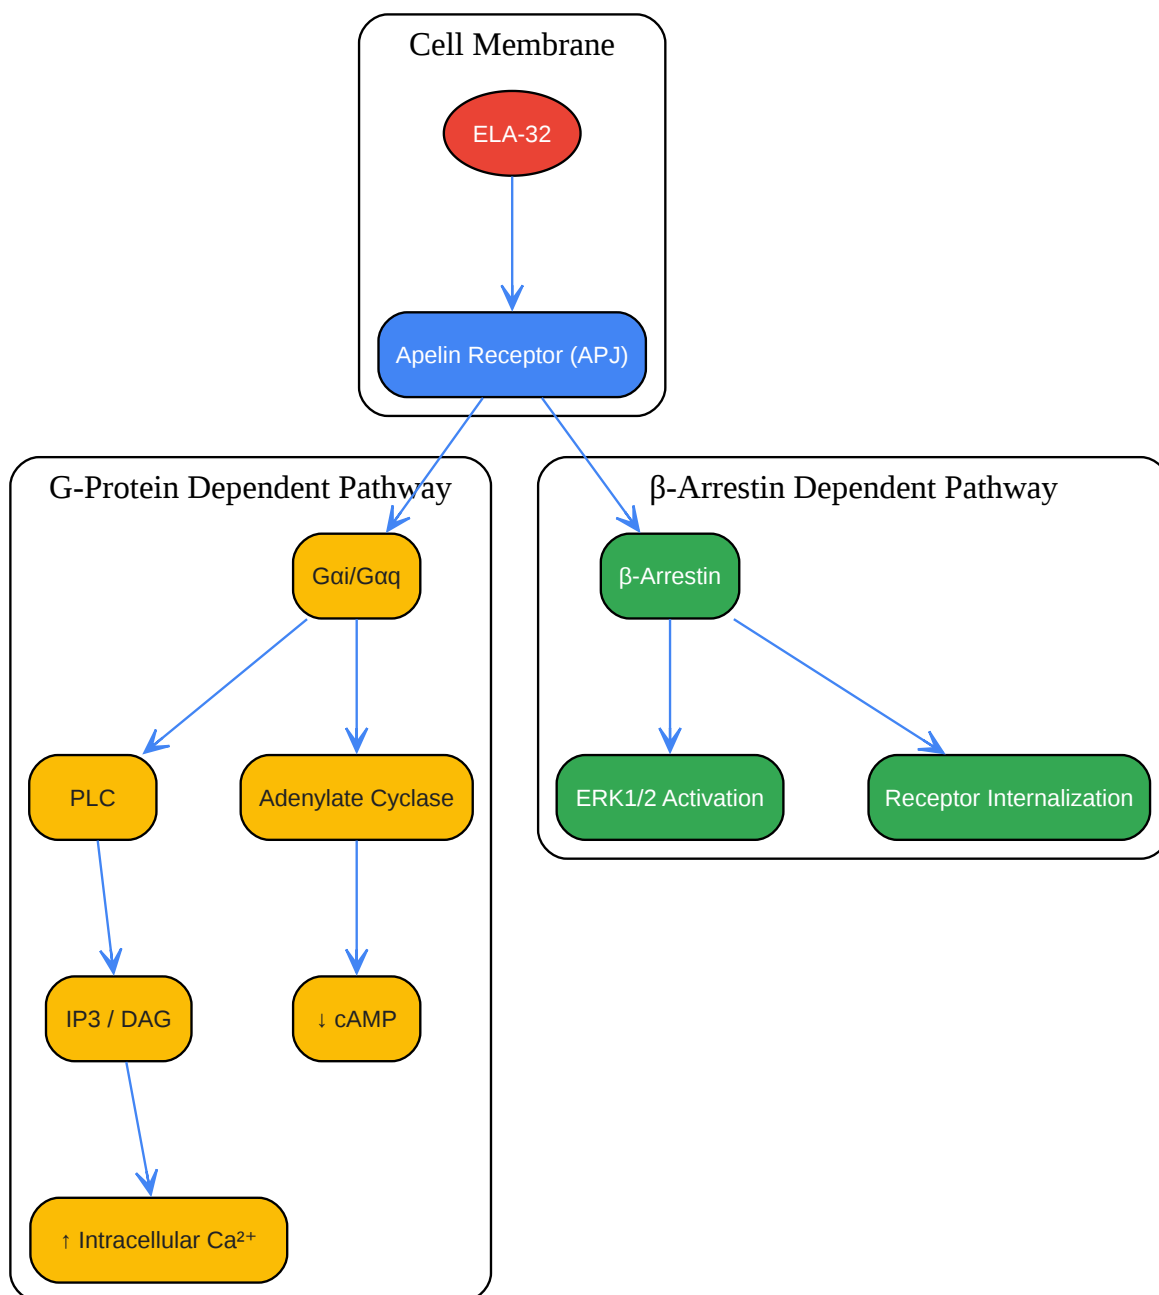 Cell Membrane
ELA-32
Apelin Receptor (APJ)
G-Protein Dependent Pathway
β-Arrestin Dependent Pathway
Gαi/Gαq
β-Arrestin
PLC
Adenylate Cyclase
ERK1/2 Activation
Receptor Internalization
IP3 / DAG
↓ cAMP
↑ Intracellular Ca²⁺